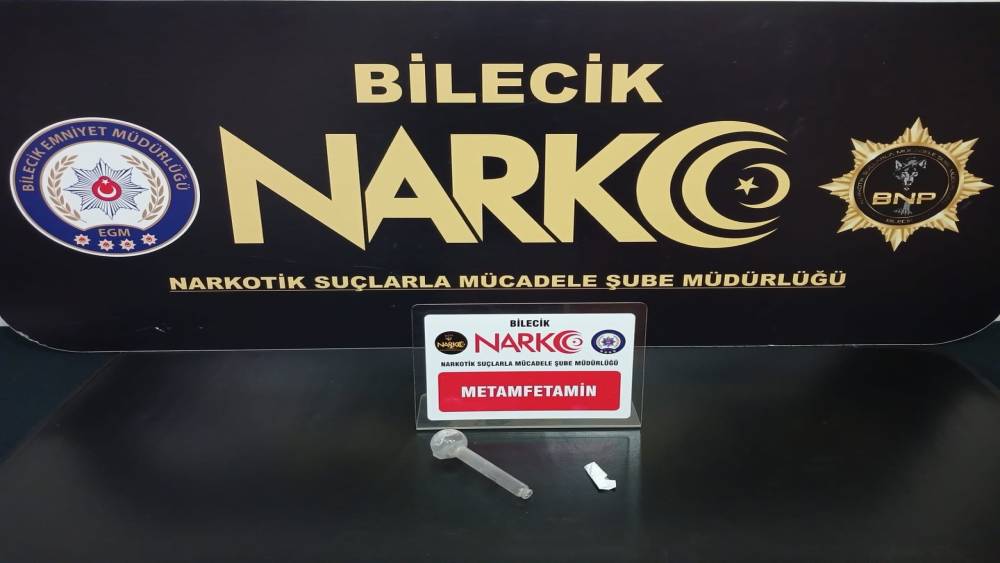 BİLECİK
NARKO
BİLECİK EMNİYET MÜDÜRLÜĞÜ
EGM
BNP
NARKOTİK SUÇLARLA MÜCADELE ŞUBE MÜDÜRLÜĞÜ
BİLECİK
NARKO
NARKOTİK SUÇLARLA MÜCADELE ŞUBE MÜDÜRLÜĞÜ
METAMFETAMİN